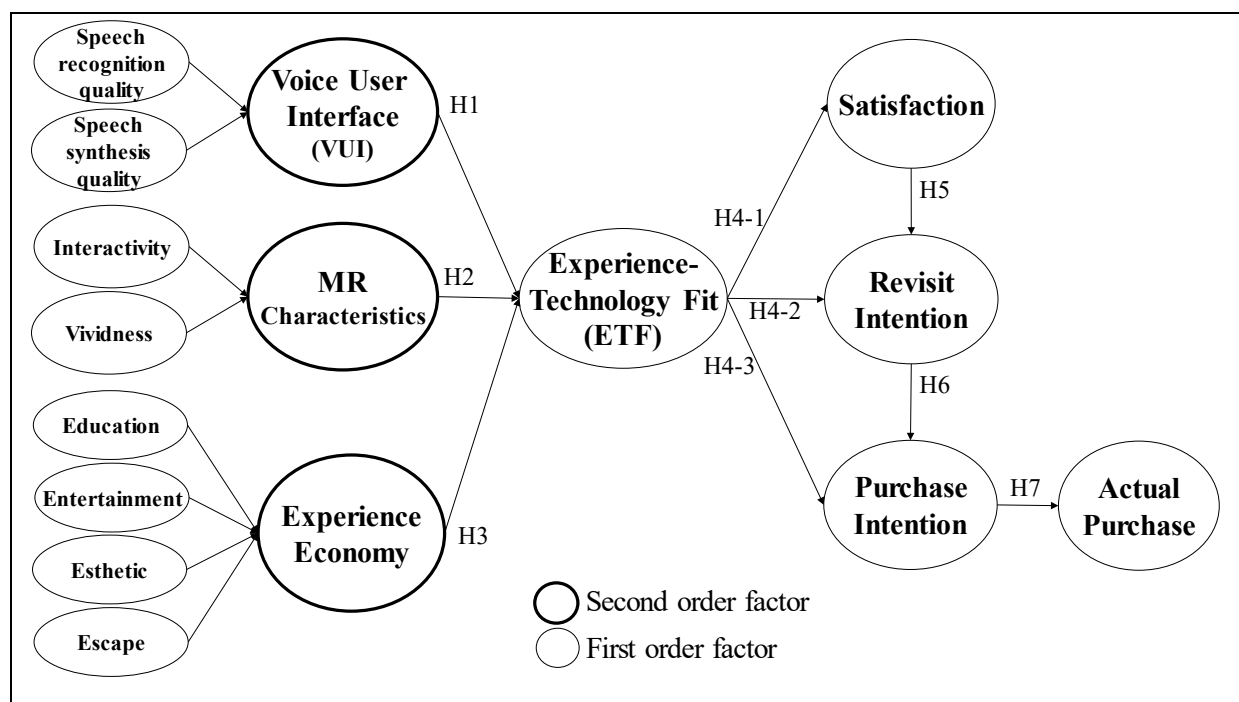 Speech
recognition
quality
Speech
synthesis
quality
Voice User
Interface
(VUI)
H1
Interactivity
Vividness
MR
Characteristics
H2
Education
Entertainment
Esthetic
Escape
Experience
Economy
H3
Experience-
Technology Fit
(ETF)
H4-1
H4-2
H4-3
Satisfaction
H5
Revisit
Intention
H6
Purchase
Intention
H7
Actual
Purchase
Second order factor
First order factor